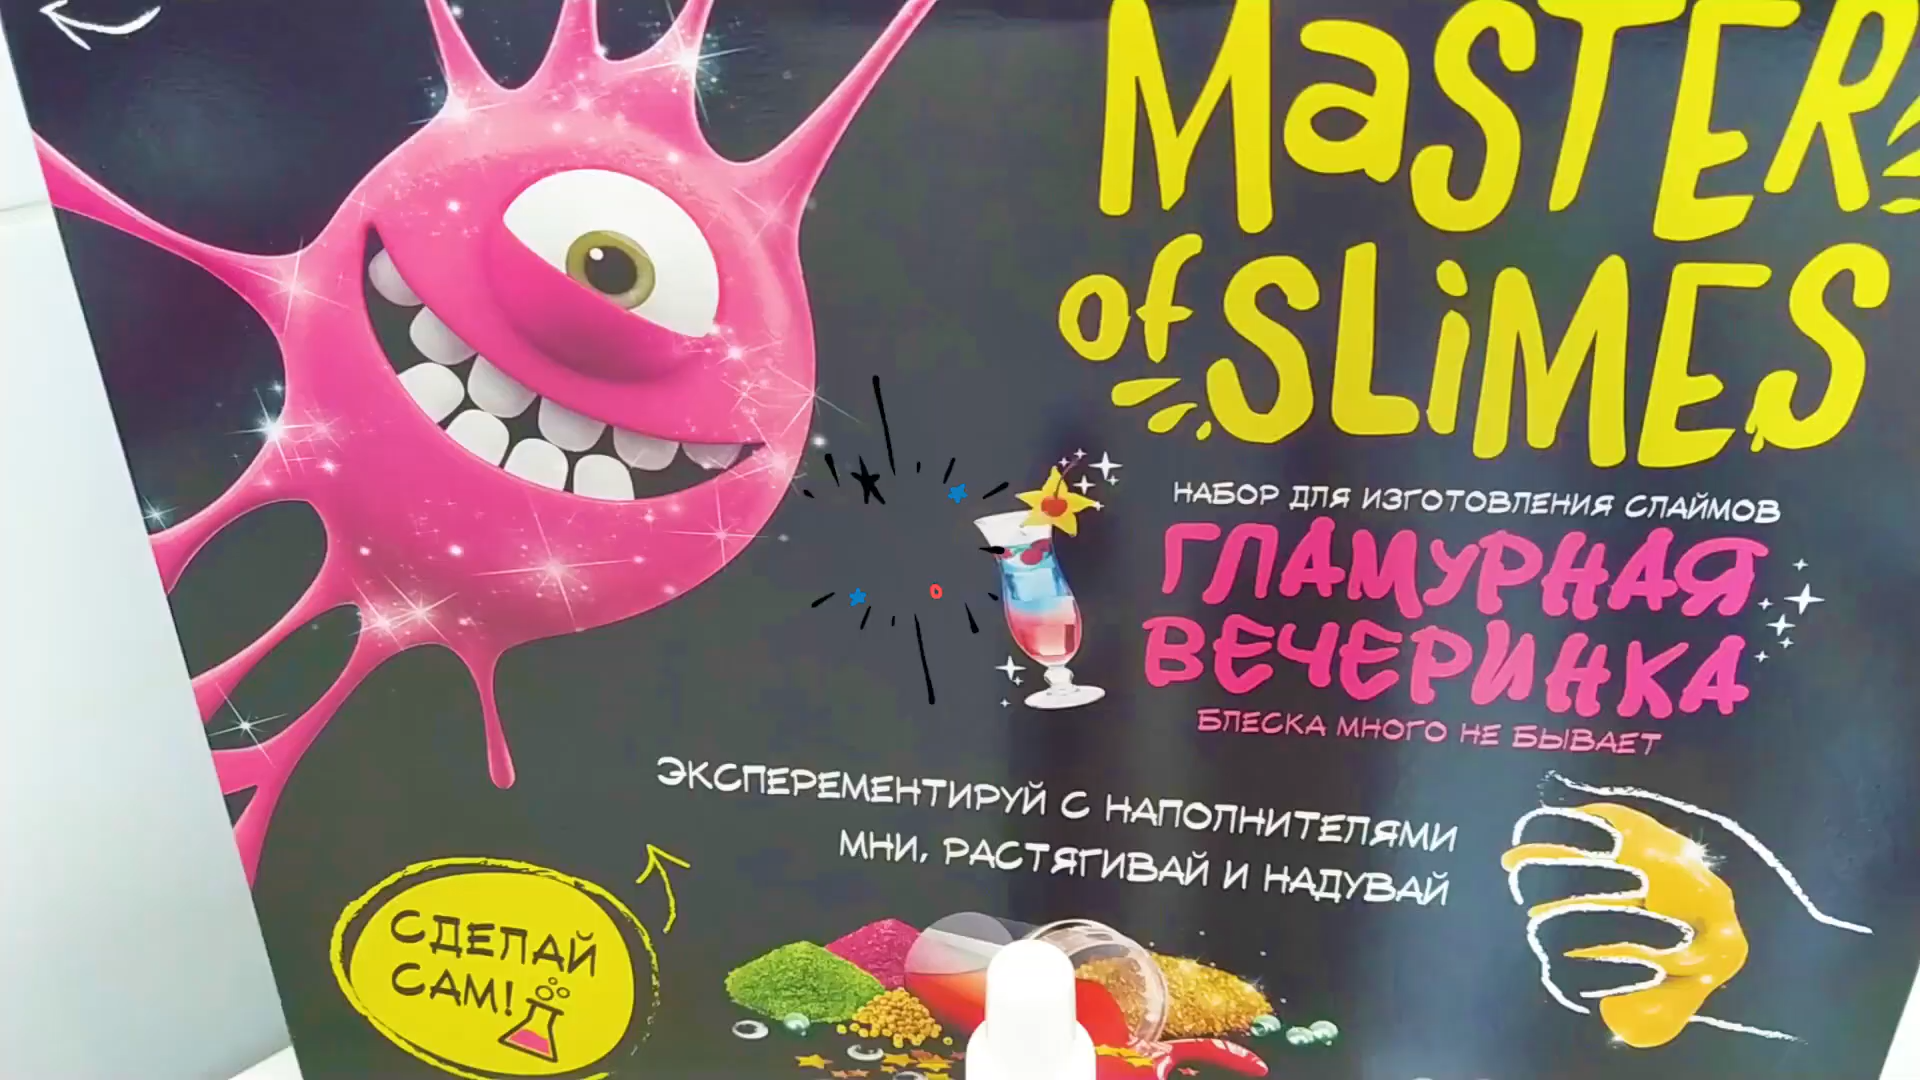 MaSTER
of SLiMES
НАБОР ДЛЯ ИЗГОТОВЛЕНИЯ СЛАЙМОВ
ГЛАМУРНАЯ
ВЕЧЕРИНКА
БЛЕСКА МНОГО НЕ БЫВАЕТ
ЭКСПЕРЕМЕНТИРУЙ С НАПОЛНИТЕЛЯМИ
МНИ, РАСТЯГИВАЙ И НАДУВАЙ
СДЕЛАЙ
САМ!